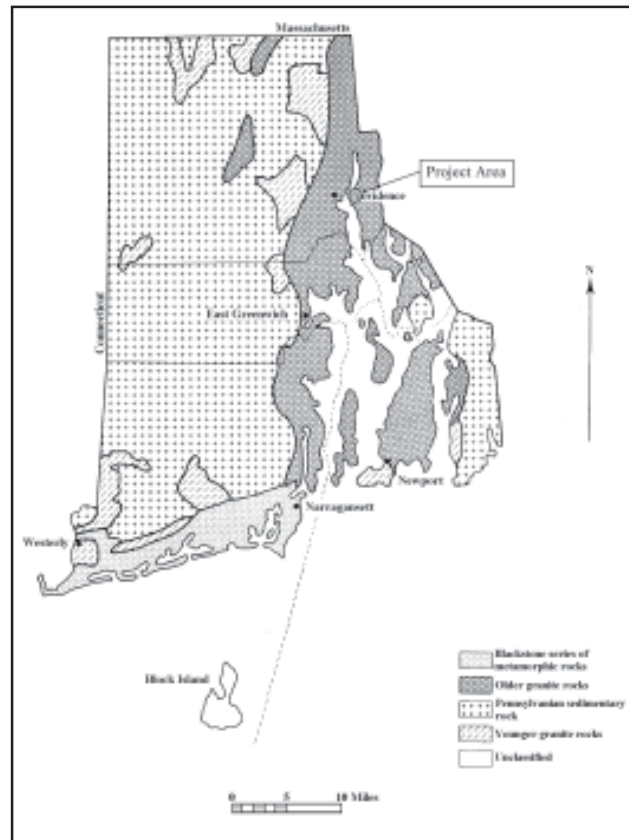 Massachusetts
Project Area
Connecticut
N
East Greenwich
Newport
Narragansett
Westerly
Block Island
Blackstone series of
metamorphic rocks
Older granite rocks
Pennsylvanian sedimentary
rock
Younger granite rocks
Unclassified
0 5 10 Miles